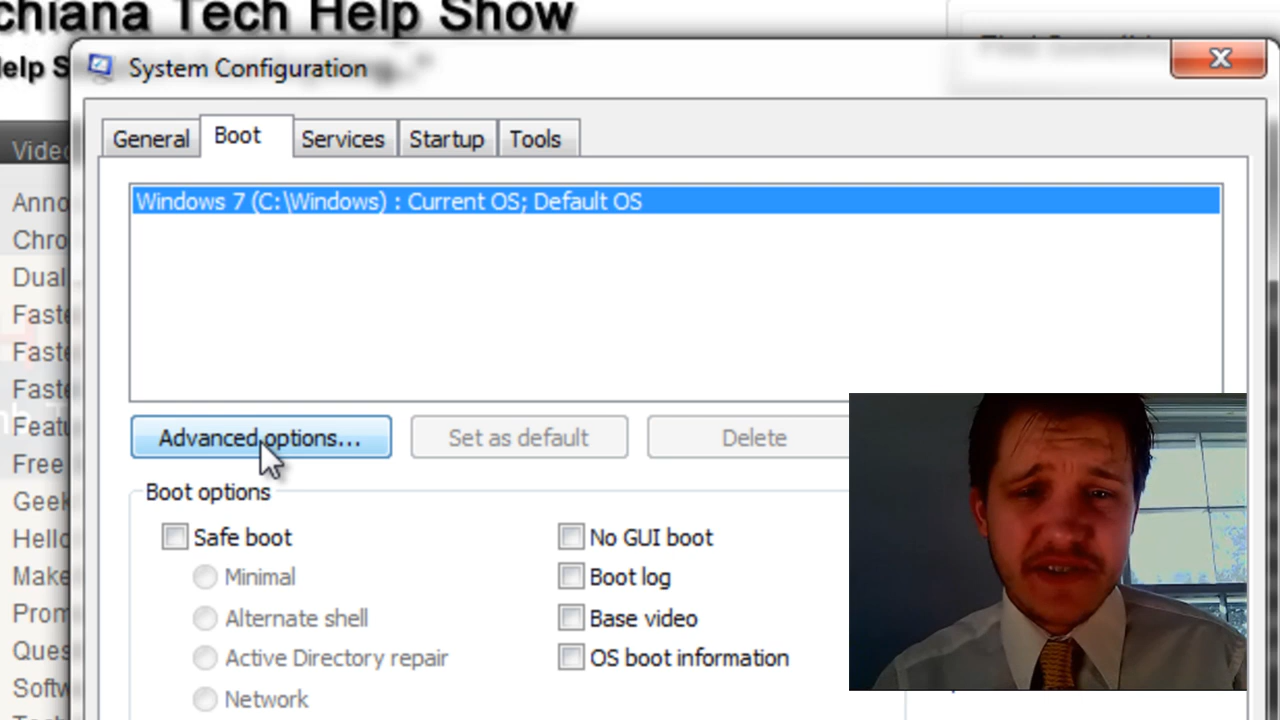 chiana Tech Help Show
elp S
System Configuration
General Boot Services Startup Tools
Video
Windows 7 (C:\Windows) : Current OS; Default OS
Anno
Chro
Dual
Faste
Faste
Faste
Featu
Advanced options... Set as default Delete
Free
Boot options
Geek
Safe boot No GUI boot
Hello
Minimal Boot log
Make
Alternate shell Base video
Prom
Active Directory repair OS boot information
Ques
Softw
Network